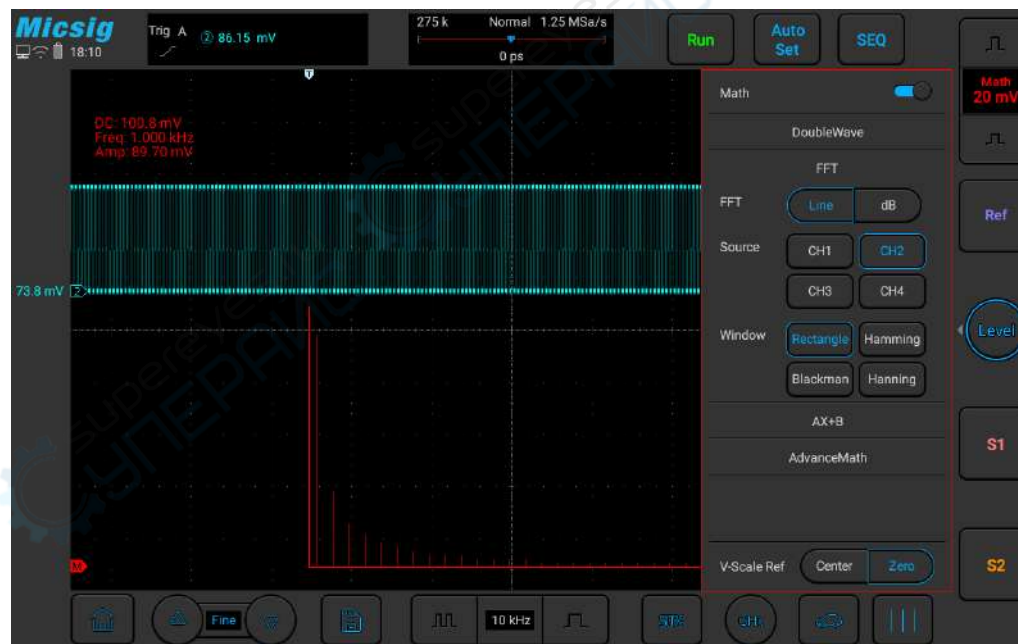 Micsig
18:10
Trig A ② 86.15 mV
275 k Normal 1.25 MSa/s
0 ps
Run
Auto Set
SEQ
T
DC: 100.8 mV
Freq: 1.000 kHz
Amp: 89.70 mV
73.8 mV 2
M
Math
DoubleWave
FFT
FFT Line dB
Source CH1 CH2
CH3 CH4
Window Rectangle Hamming
Blackman Hanning
AX+B
AdvanceMath
V-Scale Ref Center Zero
Math
20 mV
Ref
Level
S1
S2
Fine
10 kHz
supereyes
СУПЕРАЙС